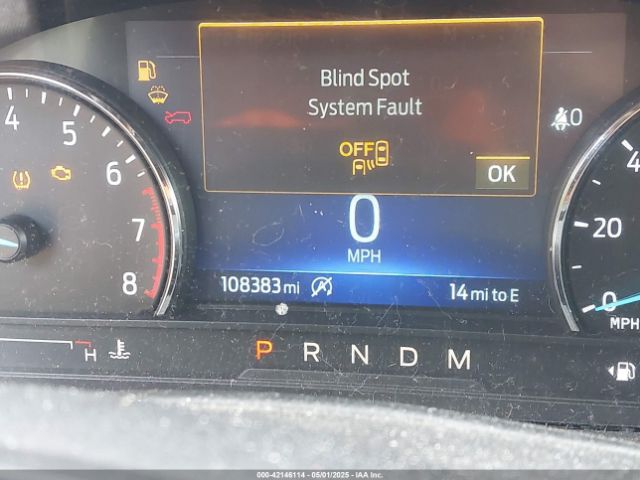 Blind Spot
System Fault
OFF
OK
4
5
6
7
8
0
MPH
108383 mi
14 mi to E
H
P R N D M
40
20
0
MPH
000-42146114 - 05/01/2025 - IAA Inc.